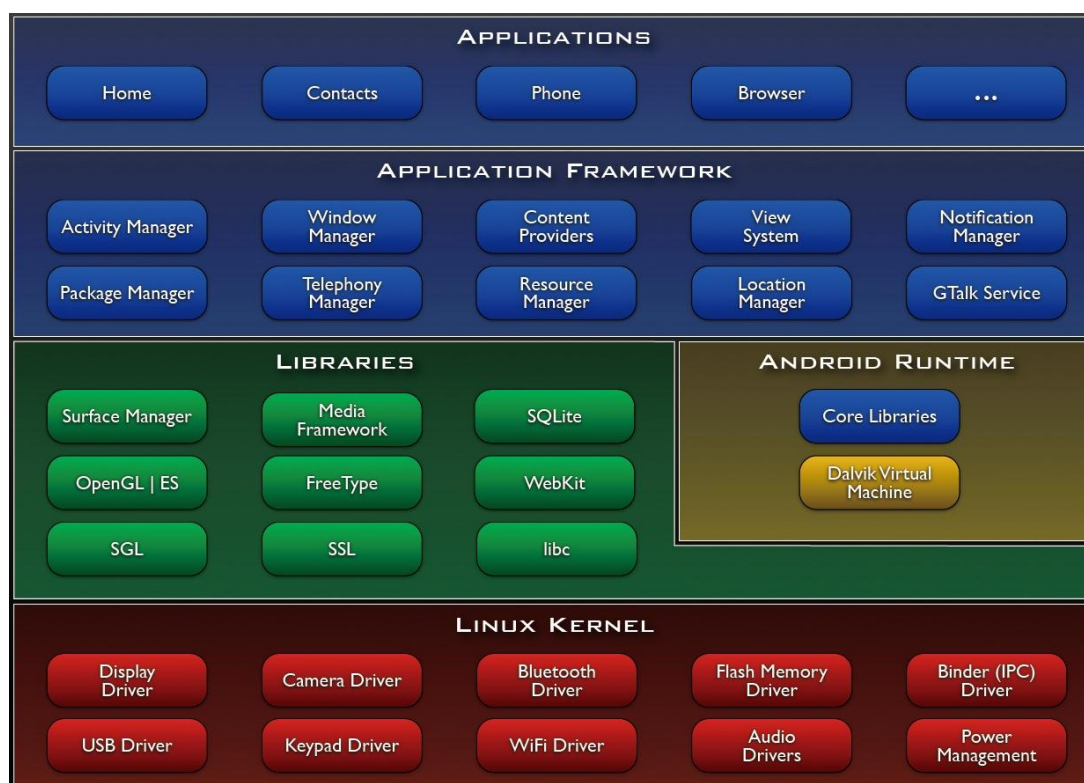 APPLICATIONS
Home
Contacts
Phone
Browser
...
APPLICATION FRAMEWORK
Activity Manager
Window
Manager
Content
Providers
View
System
Notification
Manager
Package Manager
Telephony
Manager
Resource
Manager
Location
Manager
GTalk Service
LIBRARIES
Surface Manager
Media
Framework
SQLite
OpenGL | ES
FreeType
WebKit
SGL
SSL
libc
ANDROID RUNTIME
Core Libraries
Dalvik Virtual
Machine
LINUX KERNEL
Display
Driver
Camera Driver
Bluetooth
Driver
Flash Memory
Driver
Binder (IPC)
Driver
USB Driver
Keypad Driver
WiFi Driver
Audio
Drivers
Power
Management